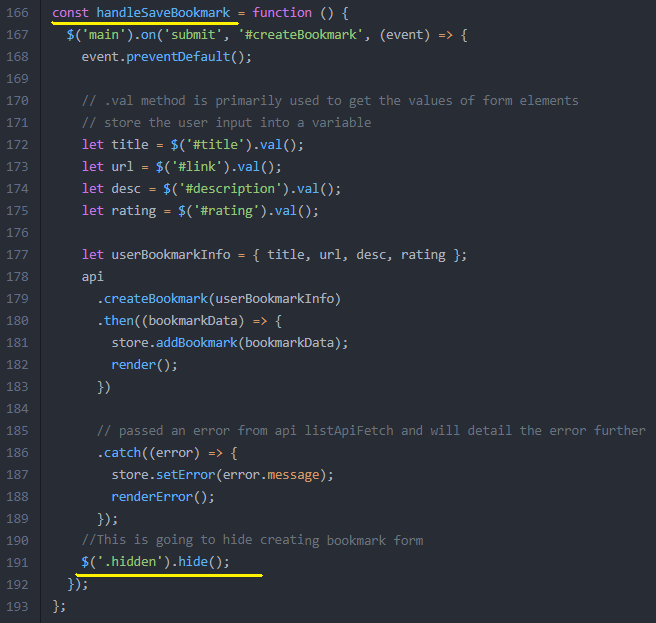 166 const handleSaveBookmark = function () {
167 $('main').on('submit', '#createBookmark', (event) => {
168 event.preventDefault();
169
170 // .val method is primarily used to get the values of form elements
171 // store the user input into a variable
172 let title = $('#title').val();
173 let url = $('#link').val();
174 let desc = $('#description').val();
175 let rating = $('#rating').val();
176
177 let userBookmarkInfo = { title, url, desc, rating };
178 api
179 .createBookmark(userBookmarkInfo)
180 .then((bookmarkData) => {
181 store.addBookmark(bookmarkData);
182 render();
183 })
184
185 // passed an error from api listApiFetch and will detail the error further
186 .catch((error) => {
187 store.setError(error.message);
188 renderError();
189 });
190 //This is going to hide creating bookmark form
191 $('.hidden').hide();
192 });
193 };